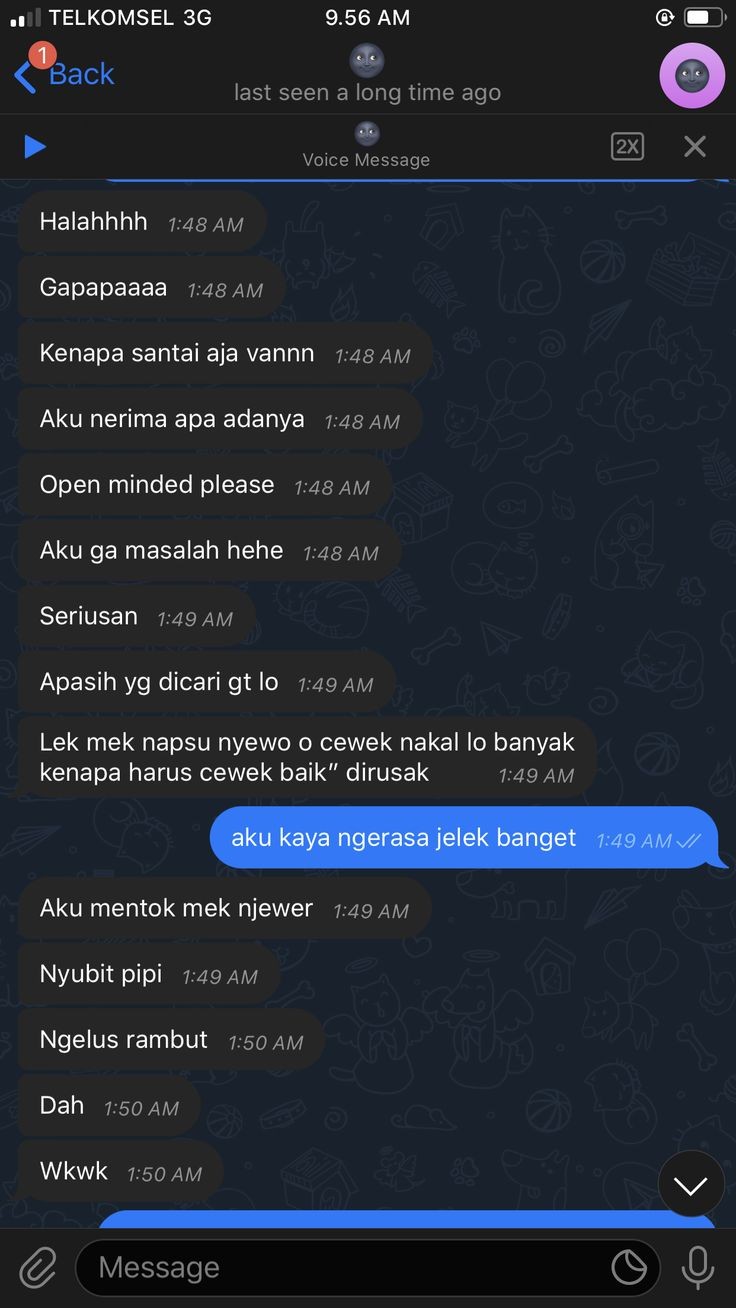 TELKOMSEL 3G 9.56 AM
1
Back
last seen a long time ago
Voice Message
2X
Halahhhh 1:48 AM
Gapapaaaa 1:48 AM
Kenapa santai aja vannn 1:48 AM
Aku nerima apa adanya 1:48 AM
Open minded please 1:48 AM
Aku ga masalah hehe 1:48 AM
Seriusan 1:49 AM
Apasih yg dicari gt lo 1:49 AM
Lek mek napsu nyewo o cewek nakal lo banyak
kenapa harus cewek baik” dirusak 1:49 AM
aku kaya ngerasa jelek banget 1:49 AM
Aku mentok mek njewer 1:49 AM
Nyubit pipi 1:49 AM
Ngelus rambut 1:50 AM
Dah 1:50 AM
Wkwk 1:50 AM
Message